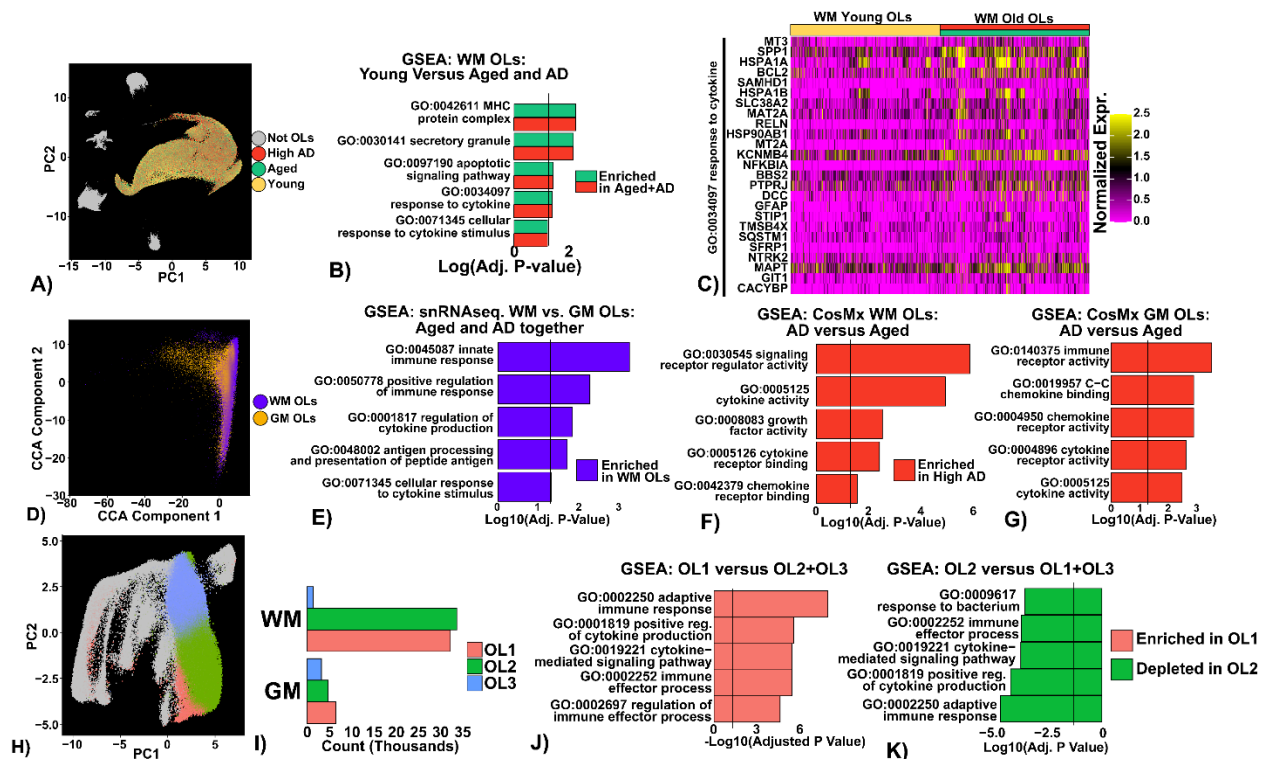 A)
PC2
10
0
−10
−15
−10
−5
0
5
10
PC1
Not OLs
High AD
Aged
Young
B)
GSEA: WM OLs:
Young Versus Aged and AD
GO:0042611 MHC
protein complex
GO:0030141 secretory granule
GO:0097190 apoptotic
signaling pathway
GO:0034097
response to cytokine
GO:0071345 cellular
response to cytokine stimulus
0
2
Log(Adj. P-value)
Enriched
in Aged+AD
C)
WM Young OLs
WM Old OLs
GO:0034097 response to cytokine
MT3
SPP1
HSPA1A
BCL2
SAMHD1
HSPA1B
SLC38A2
MAT2A
RELN
HSP90AB1
MT2A
KCNMB4
NFKBIA
BBS2
PTPRJ
DCC
GFAP
STIP1
TMSB4X
SQSTM1
SFRP1
NTRK2
MAPT
GIT1
CACYBP
2.5
2.0
1.5
1.0
0.5
0.0
Normalized Expr.
D)
CCA Component 2
10
0
−10
−20
−30
−80
−60
−40
−20
0
CCA Component 1
WM OLs
GM OLs
E)
GSEA: snRNAseq. WM vs. GM OLs:
Aged and AD together
GO:0045087 innate
immune response
GO:0050778 positive regulation
of immune response
GO:0001817 regulation of
cytokine production
GO:0048002 antigen processing
and presentation of peptide antigen
GO:0071345 cellular response
to cytokine stimulus
0
1
2
3
Log10(Adj. P-Value)
Enriched
in WM OLs
F)
GSEA: CosMx WM OLs:
AD versus Aged
GO:0030545 signaling
receptor regulator activity
GO:0005125
cytokine activity
GO:0008083 growth
factor activity
GO:0005126 cytokine
receptor binding
GO:0042379 chemokine
receptor binding
0
2
4
6
Log10(Adj. P-Value)
Enriched
in High AD
G)
GSEA: CosMx GM OLs:
AD versus Aged
GO:0140375 immune
receptor activity
GO:0019957 C−C
chemokine binding
GO:0004950 chemokine
receptor activity
GO:0004896 cytokine
receptor activity
GO:0005125
cytokine activity
0
1
2
3
Log10(Adj. P-Value)
H)
PC2
5.0
2.5
0.0
−2.5
−5.0
−10
−5
0
5
PC1
I)
WM
GM
0
5
10
15
20
25
30
35
Count (Thousands)
OL1
OL2
OL3
J)
GSEA: OL1 versus OL2+OL3
GO:0002250 adaptive
immune response
GO:0001819 positive reg.
of cytokine production
GO:0019221 cytokine−
mediated signaling pathway
GO:0002252 immune
effector process
GO:0002697 regulation of
immune effector process
0
3
6
-Log10(Adjusted P Value)
K)
GSEA: OL2 versus OL1+OL3
GO:0009617
response to bacterium
GO:0002252 immune
effector process
GO:0019221 cytokine−
mediated signaling pathway
GO:0001819 positive reg.
of cytokine production
GO:0002250 adaptive
immune response
−5.0
−2.5
0
Log10(Adj. P-Value)
Enriched in OL1
Depleted in OL2